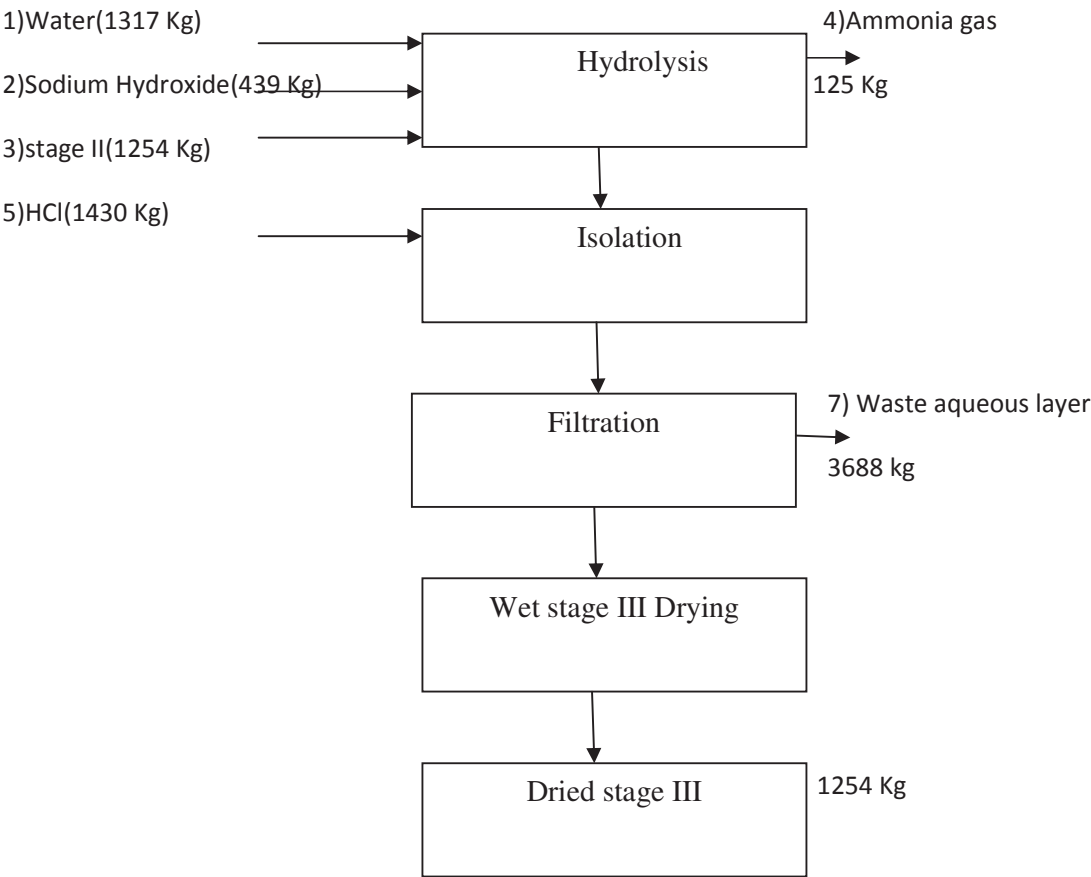 1)Water(1317 Kg)
4)Ammonia gas
Hydrolysis
2)Sodium Hydroxide(439 Kg)
125 Kg
3)stage II(1254 Kg)
5)HCl(1430 Kg)
Isolation
7) Waste aqueous layer
Filtration
3688 kg
Wet stage III Drying
Dried stage III
1254 Kg